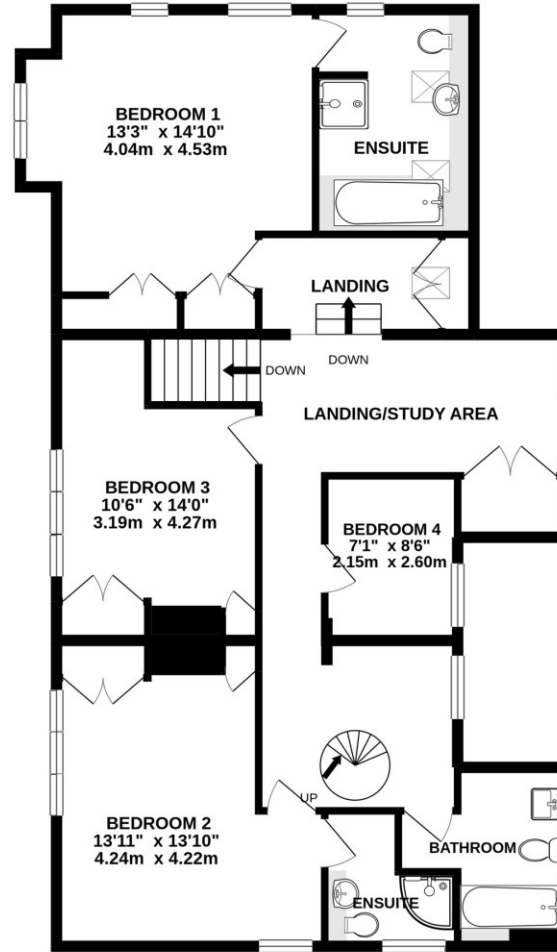 BEDROOM 1
13'3" x 14'10"
4.04m x 4.53m
ENSUITE
LANDING
DOWN
DOWN
LANDING/STUDY AREA
BEDROOM 3
10'6" x 14'0"
3.19m x 4.27m
BEDROOM 4
7'1" x 8'6"
2.15m x 2.60m
UP
BEDROOM 2
13'11" x 13'10"
4.24m x 4.22m
BATHROOM
ENSUITE